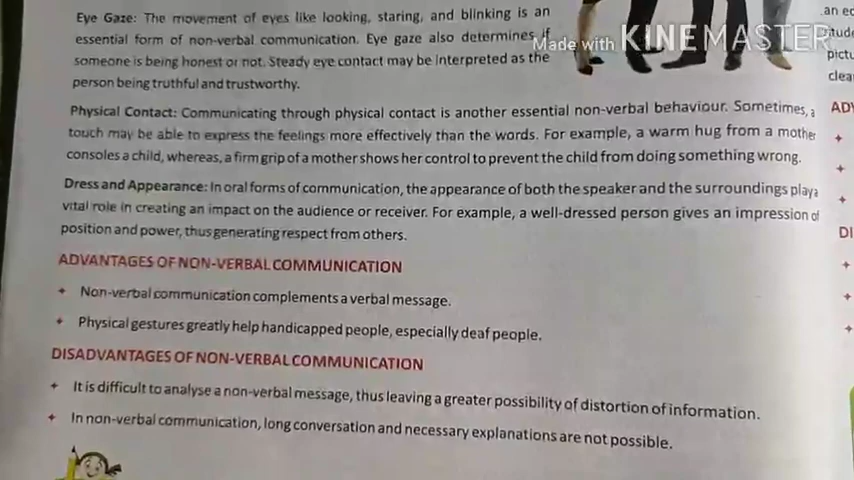 Eye Gaze: The movement of eyes like looking, staring, and blinking is an
essential form of non-verbal communication. Eye gaze also determines if
someone is being honest or not. Steady eye contact may be interpreted as the
person being truthful and trustworthy.
Made with KINEMASTER
Physical Contact: Communicating through physical contact is another essential non-verbal behaviour. Sometimes, a
touch may be able to express the feelings more effectively than the words. For example, a warm hug from a mother
consoles a child, whereas, a firm grip of a mother shows her control to prevent the child from doing something wrong.
Dress and Appearance: In oral forms of communication, the appearance of both the speaker and the surroundings play a
vital role in creating an impact on the audience or receiver. For example, a well-dressed person gives an impression of
position and power, thus generating respect from others.
ADVANTAGES OF NON-VERBAL COMMUNICATION
Non-verbal communication complements a verbal message.
Physical gestures greatly help handicapped people, especially deaf people.
DISADVANTAGES OF NON-VERBAL COMMUNICATION
It is difficult to analyse a non-verbal message, thus leaving a greater possibility of distortion of information.
In non-verbal communication, long conversation and necessary explanations are not possible.